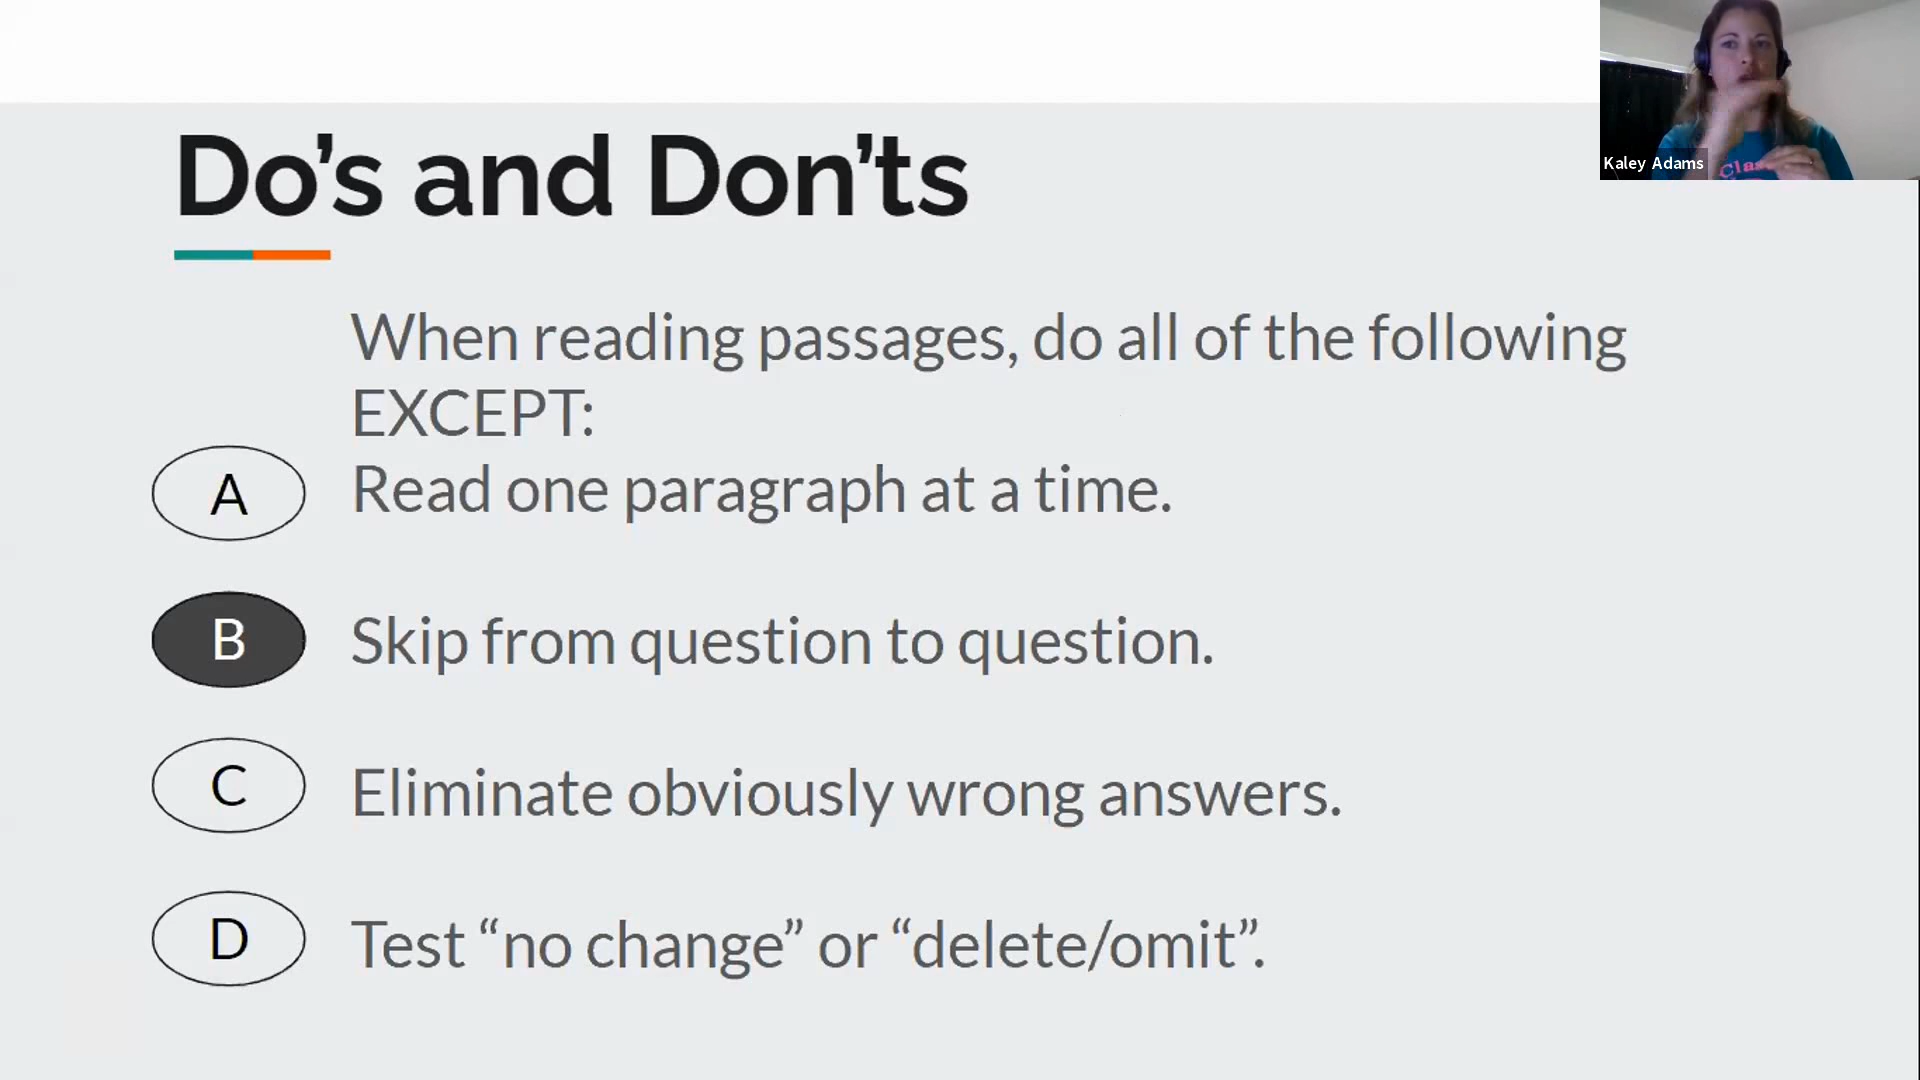 Do’s and Don’ts
Kaley Adams
Clas
When reading passages, do all of the following
EXCEPT:
A Read one paragraph at a time.
B Skip from question to question.
C Eliminate obviously wrong answers.
D Test “no change” or “delete/omit”.